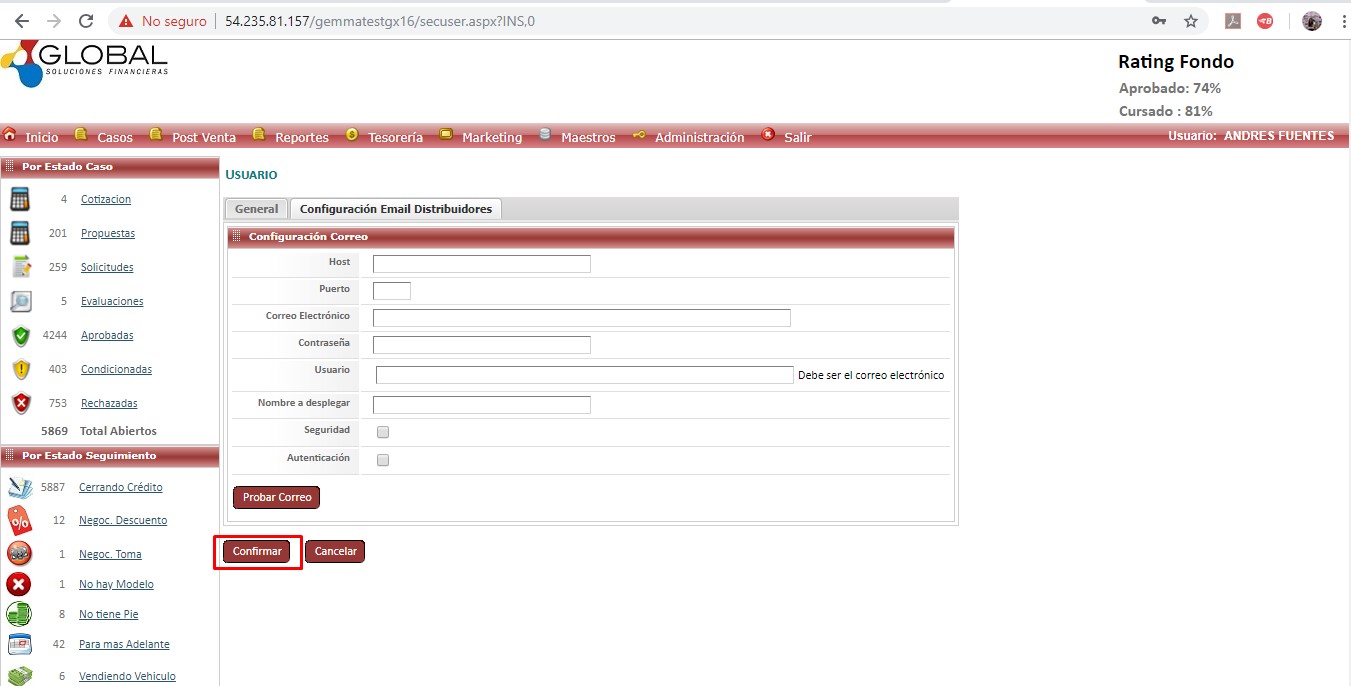 No seguro | 54.235.81.157/gemmatestgx16/secuser.aspx?INS,0
GLOBAL
SOLUCIONES FINANCIERAS
Rating Fondo
Aprobado: 74%
Cursado : 81%
Inicio Casos Post Venta Reportes Tesorería Marketing Maestros Administración Salir Usuario: ANDRES FUENTES
Por Estado Caso
4 Cotizacion
201 Propuestas
259 Solicitudes
5 Evaluaciones
4244 Aprobadas
403 Condicionadas
753 Rechazadas
5869 Total Abiertos
Por Estado Seguimiento
5887 Cerrando Crédito
12 Negoc. Descuento
1 Negoc. Toma
1 No hay Modelo
8 No tiene Pie
42 Para mas Adelante
6 Vendiendo Vehiculo
USUARIO
General Configuración Email Distribuidores
Configuración Correo
Host
Puerto
Correo Electrónico
Contraseña
Usuario Debe ser el correo electrónico
Nombre a desplegar
Seguridad
Autenticación
Probar Correo
Confirmar Cancelar